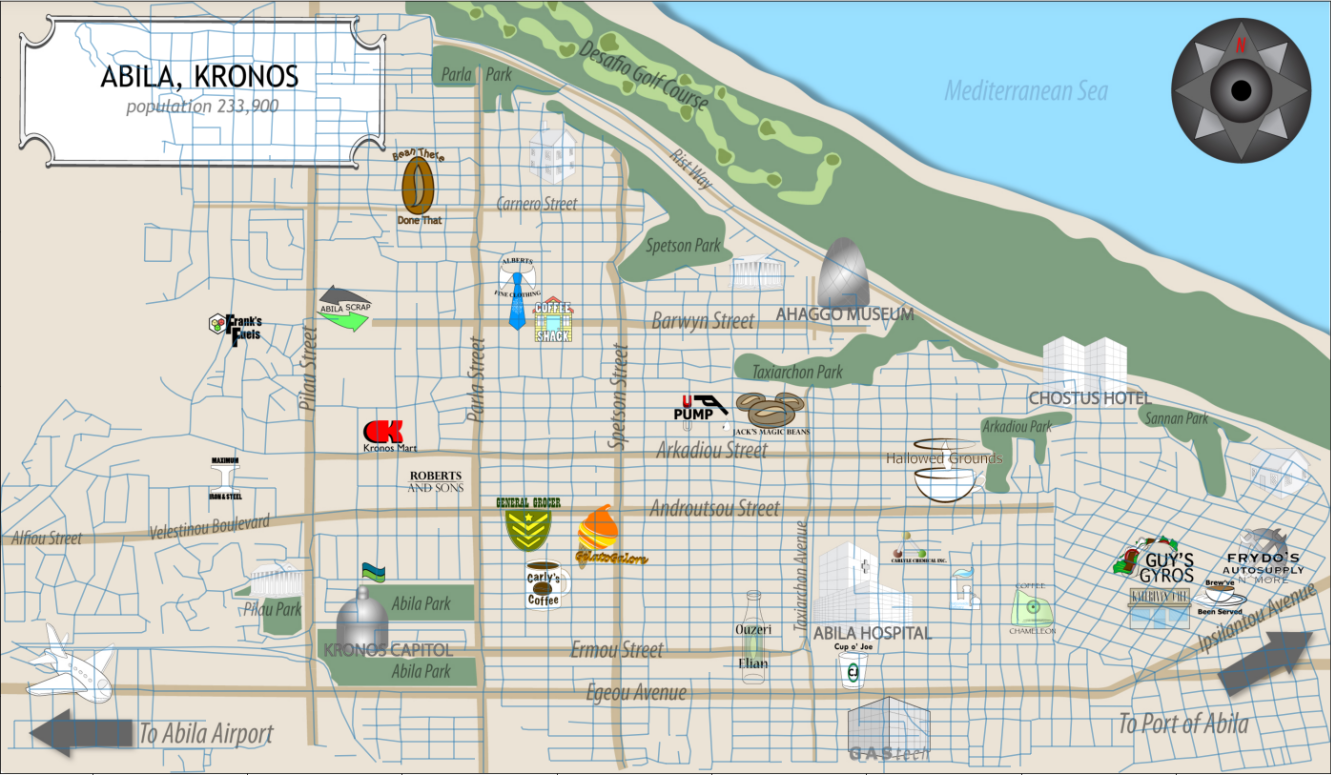 ABILA, KRONOS
population 233,900
N
Mediterranean Sea
Desafio Golf Course
Parla Park
Rist Way
Bean There
Done That
Carnero Street
Spetson Park
ALBERTS
FINE CLOTHING
COFFEE
SHACK
ABILA SCRAP
Frank's
Fuels
Barwyn Street
AHAGGO MUSEUM
Pilau Street
Parla Street
Spetson Street
Taxiarchon Park
CHOSTUS HOTEL
U
PUMP
JACK'S MAGIC BEANS
Kronos Mart
Arkadiou Street
Arkadiou Park
Sannan Park
Hallowed Grounds
MAXIMUM
IRON & STEEL
ROBERTS
AND SONS
GENERAL GROCER
GelatoGalore
Androutsou Street
Alfiou Street
Velestinou Boulevard
Taxiarchon Avenue
CARLYLE CHEMICAL INC.
GUY'S
GYROS
FRYDO'S
AUTOSUPPLY
N' MORE
Carly's
Coffee
Pilau Park
Abila Park
COFFEE
CHAMELEON
Brew've
Been Served
Ipsilantou Avenue
Ouzeri
Elian
ABILA HOSPITAL
Cup o' Joe
KRONOS CAPITOL
Ermou Street
Abila Park
Egeou Avenue
To Abila Airport
To Port of Abila
GAStech